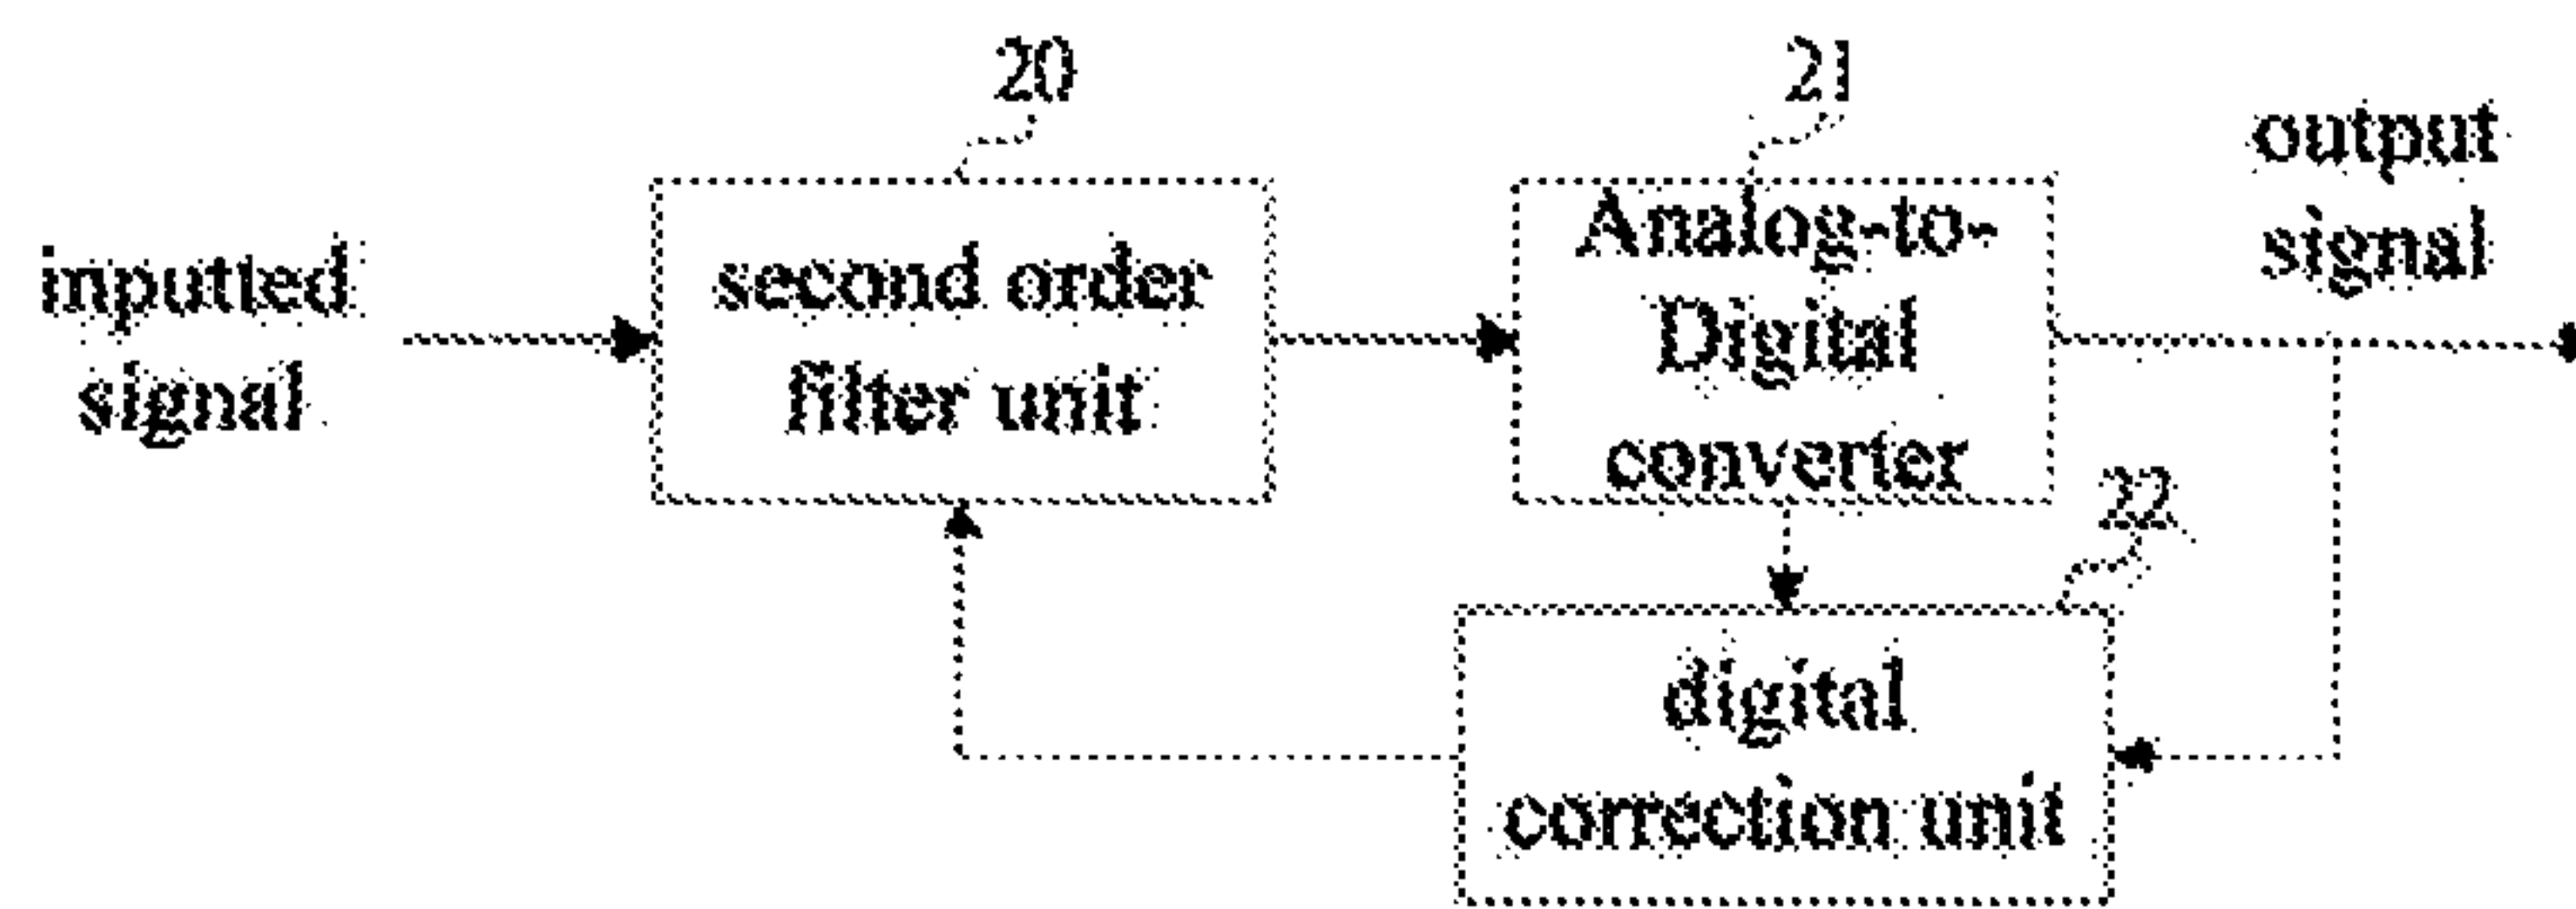 20
21
output
signal
inputted
signal
second order
filter unit
Analog-to-
Digital
converter
22
digital
correction unit